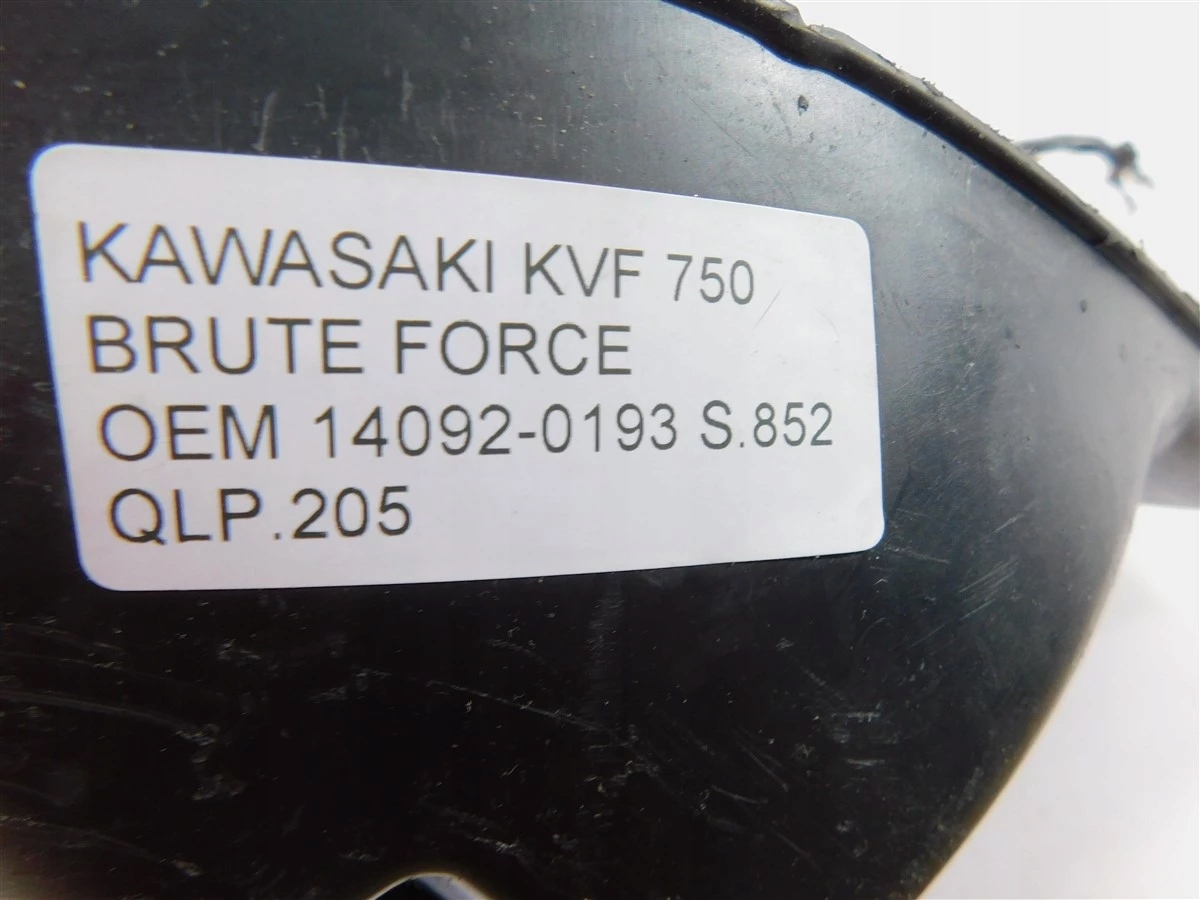 KAWASAKI KVF 750
BRUTE FORCE
OEM 14092-0193 S.852
QLP.205